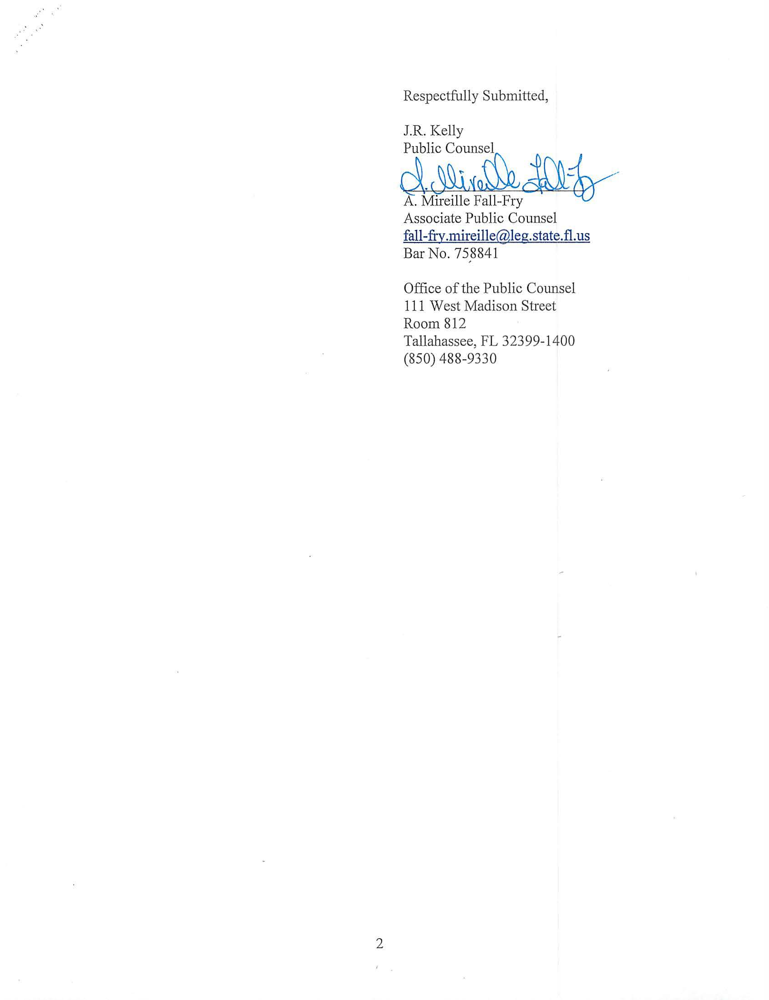 Respectfully Submitted,
J.R. Kelly
Public Counsel
A. Mireille Fall-Fry
A. Mireille Fall-Fry
Associate Public Counsel
fall-fry.mireille@leg.state.fl.us
Bar No. 758841
Office of the Public Counsel
111 West Madison Street
Room 812
Tallahassee, FL 32399-1400
(850) 488-9330
2